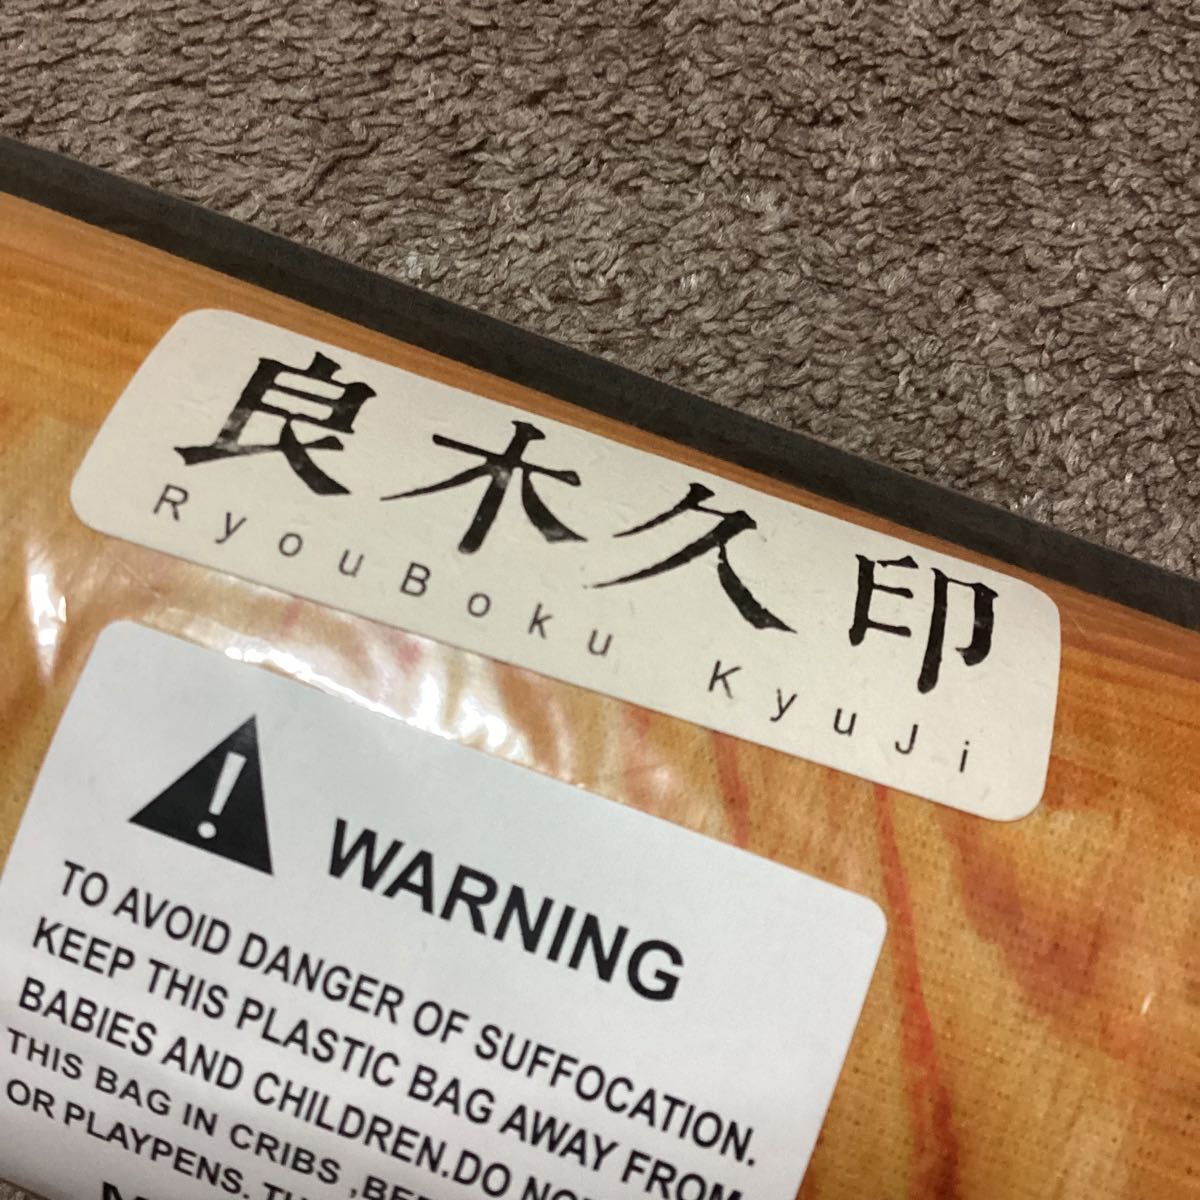 良木久印
RyouBoku KyuJi
WARNING
TO AVOID DANGER OF SUFFOCATION.
KEEP THIS PLASTIC BAG AWAY FROM
BABIES AND CHILDREN.DO
THIS BAG IN CRIBS ,
OR PLAYPENS.